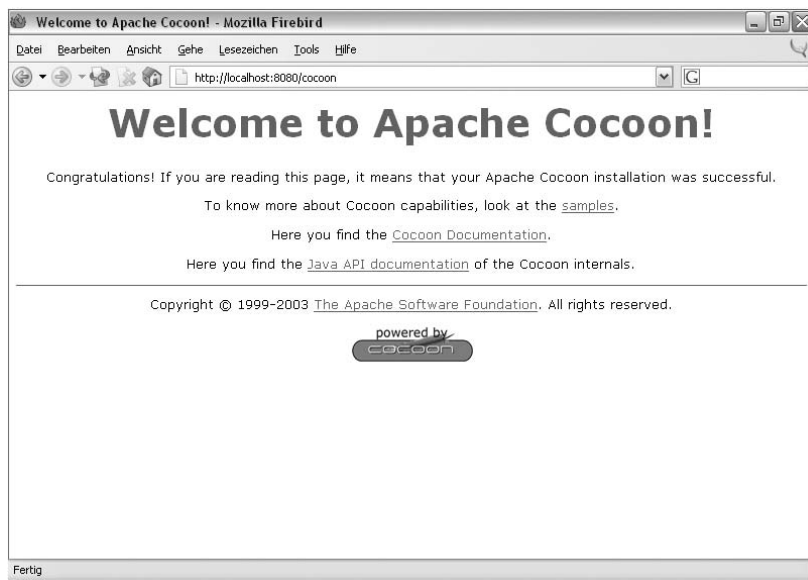 Welcome to Apache Cocoon! - Mozilla Firebird
Datei Bearbeiten Ansicht Gehe Lesezeichen Tools Hilfe
http://localhost:8080/cocoon
G
Welcome to Apache Cocoon!
Congratulations! If you are reading this page, it means that your Apache Cocoon installation was successful.
To know more about Cocoon capabilities, look at the samples.
Here you find the Cocoon Documentation.
Here you find the Java API documentation of the Cocoon internals.
Copyright © 1999-2003 The Apache Software Foundation. All rights reserved.
powered by
cocoon
Fertig